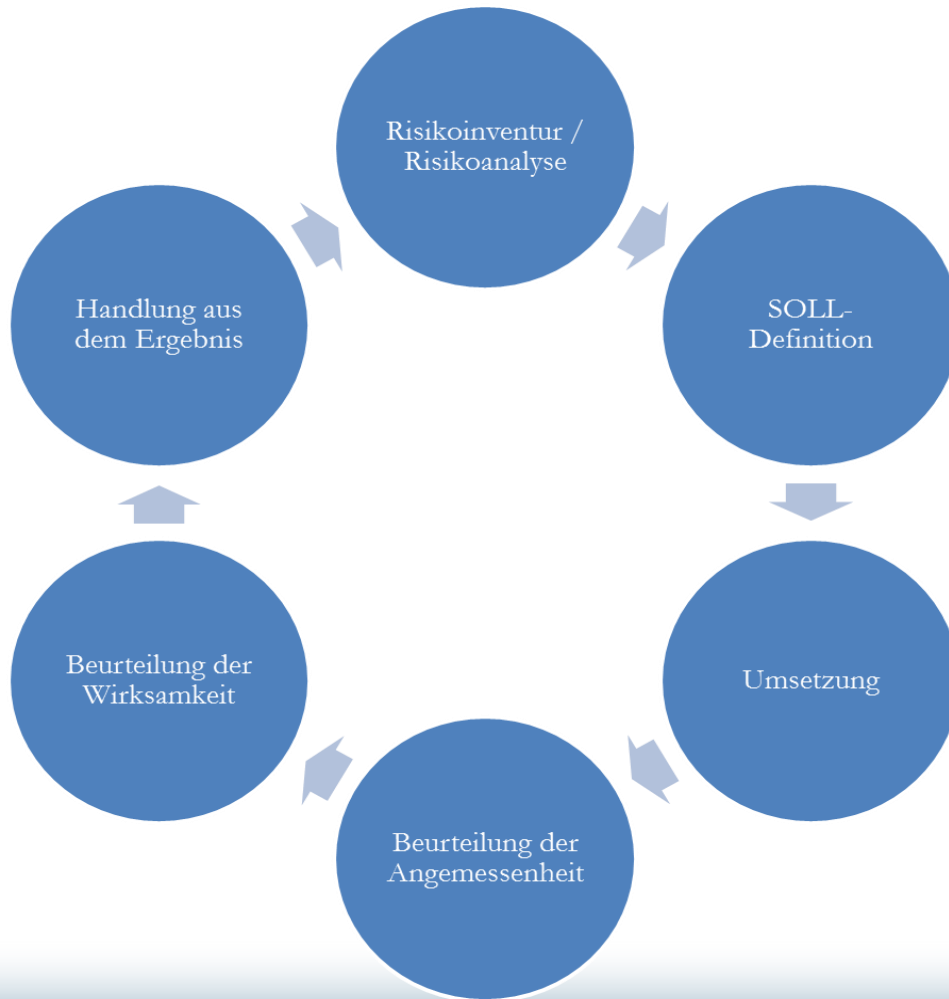 Risikoinventur /
Risikoanalyse
SOLL-
Definition
Umsetzung
Beurteilung der
Angemessenheit
Beurteilung der
Wirksamkeit
Handlung aus
dem Ergebnis